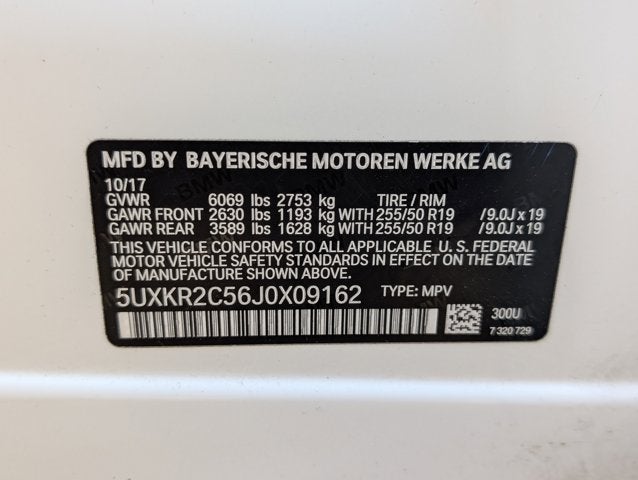 MFD BY BAYERISCHE MOTOREN WERKE AG
10/17
GVWR 6069 lbs 2753 kg TIRE / RIM
GAWR FRONT 2630 lbs 1193 kg WITH 255/50 R19 /9.0J x 19
GAWR REAR 3589 lbs 1628 kg WITH 255/50 R19 /9.0J x 19
THIS VEHICLE CONFORMS TO ALL APPLICABLE U. S. FEDERAL
MOTOR VEHICLE SAFETY STANDARDS IN EFFECT ON THE
DATE OF MANUFACTURE SHOWN ABOVE.
5UXKR2C56J0X09162 TYPE: MPV
300U
7 320 729